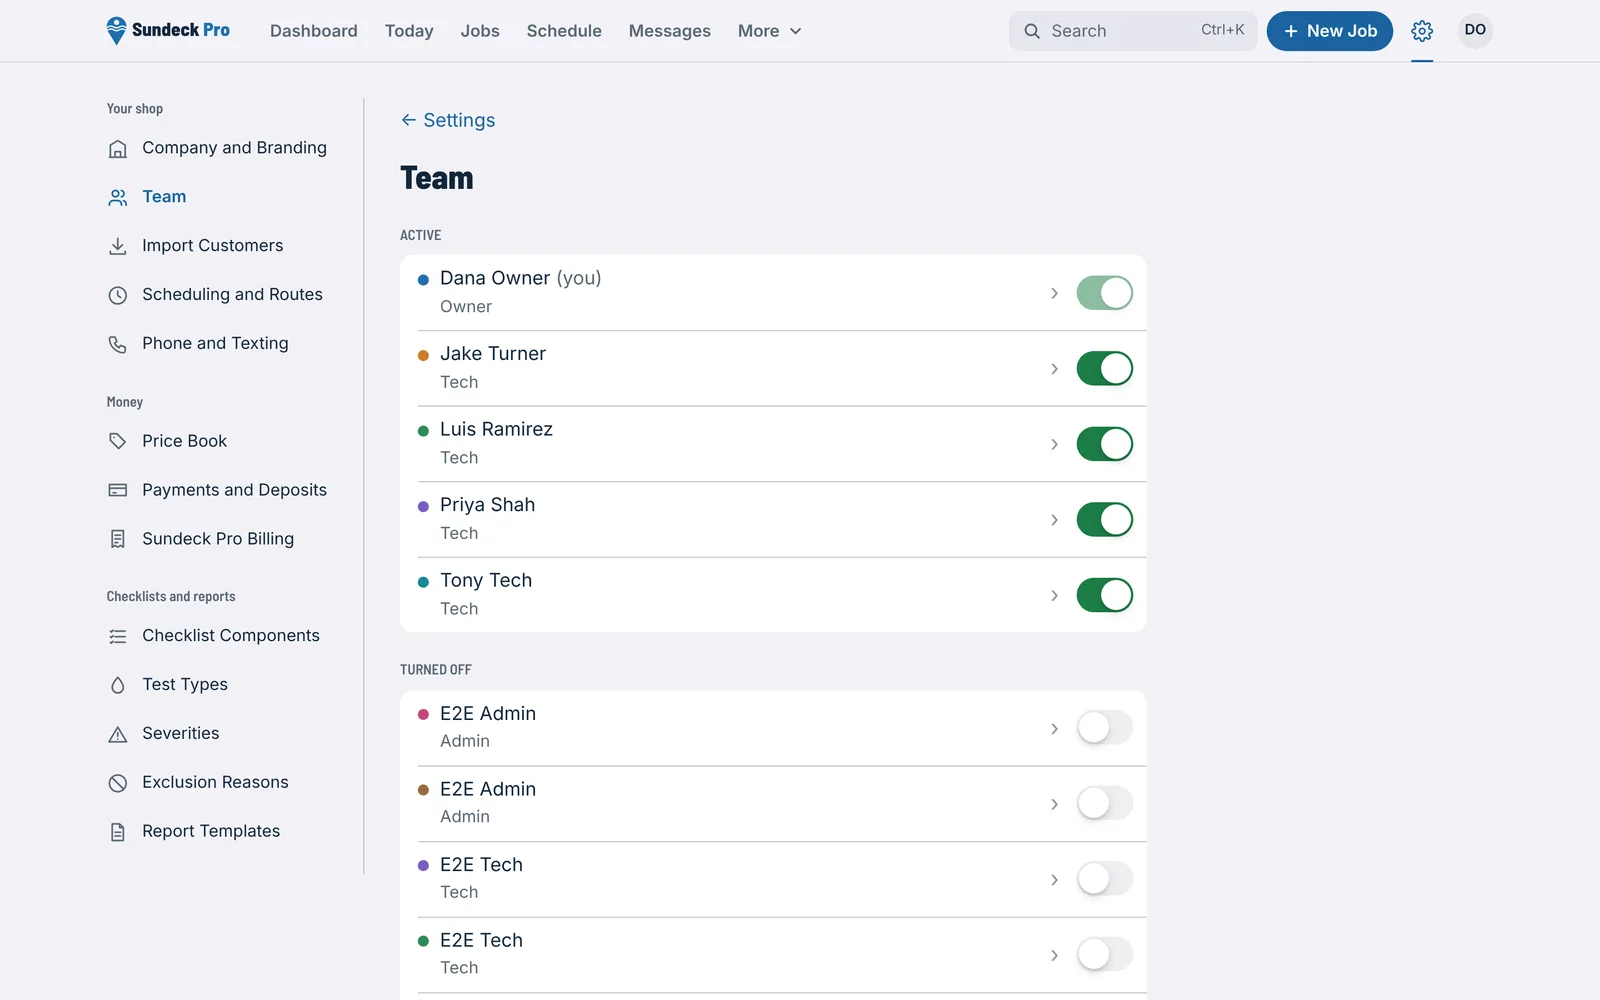 Sundeck Pro
Dashboard
Today
Jobs
Schedule
Messages
More
Search
Ctrl+K
+ New Job
DO
Your shop
Company and Branding
Team
Import Customers
Scheduling and Routes
Phone and Texting
Money
Price Book
Payments and Deposits
Sundeck Pro Billing
Checklists and reports
Checklist Components
Test Types
Severities
Exclusion Reasons
Report Templates
← Settings
Team
ACTIVE
Dana Owner (you)
Owner
Jake Turner
Tech
Luis Ramirez
Tech
Priya Shah
Tech
Tony Tech
Tech
TURNED OFF
E2E Admin
Admin
E2E Admin
Admin
E2E Tech
Tech
E2E Tech
Tech